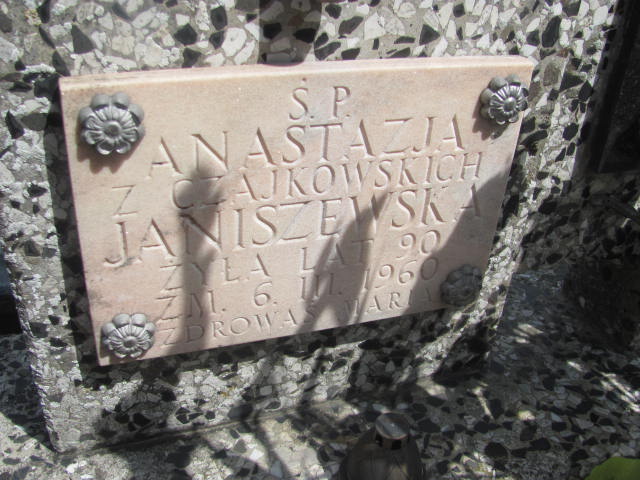 Ś. P.
ANASTAZJA
Z CZAJKOWSKICH
JANISZEWSKA
ŻYŁA LAT 90
ZM. 6. III. 1960
ZDROWAŚ MARIA